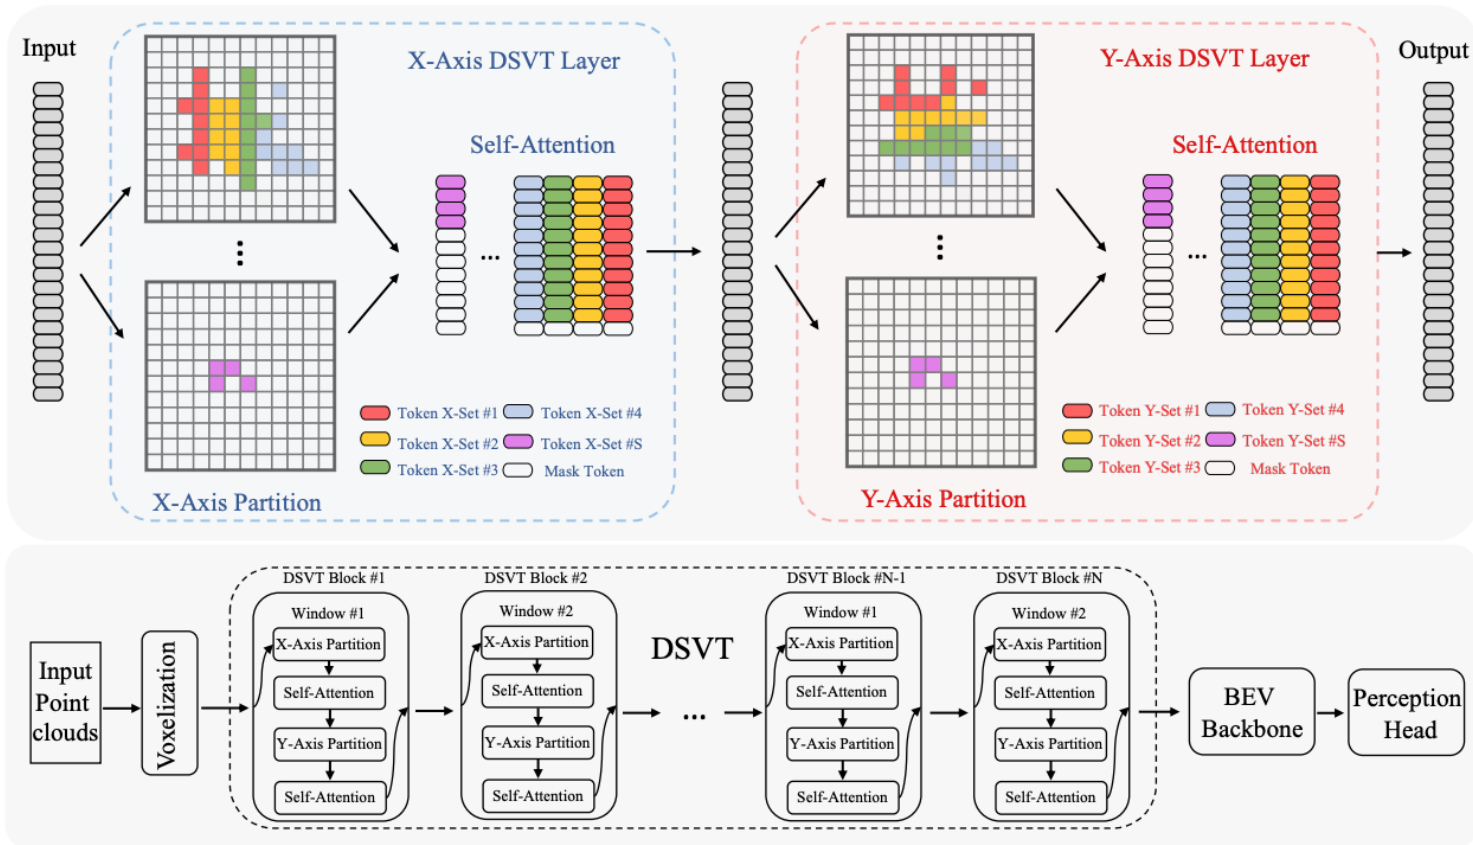 Input
X-Axis DSVT Layer
Self-Attention
...
Token X-Set #1
Token X-Set #4
Token X-Set #2
Token X-Set #S
Token X-Set #3
Mask Token
X-Axis Partition
Y-Axis DSVT Layer
Self-Attention
...
Token Y-Set #1
Token Y-Set #4
Token Y-Set #2
Token Y-Set #S
Token Y-Set #3
Mask Token
Y-Axis Partition
Output
Input
Point
clouds
Voxelization
DSVT Block #1
Window #1
X-Axis Partition
Self-Attention
Y-Axis Partition
Self-Attention
DSVT Block #2
Window #2
X-Axis Partition
Self-Attention
Y-Axis Partition
Self-Attention
DSVT
...
DSVT Block #N-1
Window #1
X-Axis Partition
Self-Attention
Y-Axis Partition
Self-Attention
DSVT Block #N
Window #2
X-Axis Partition
Self-Attention
Y-Axis Partition
Self-Attention
BEV
Backbone
Perception
Head